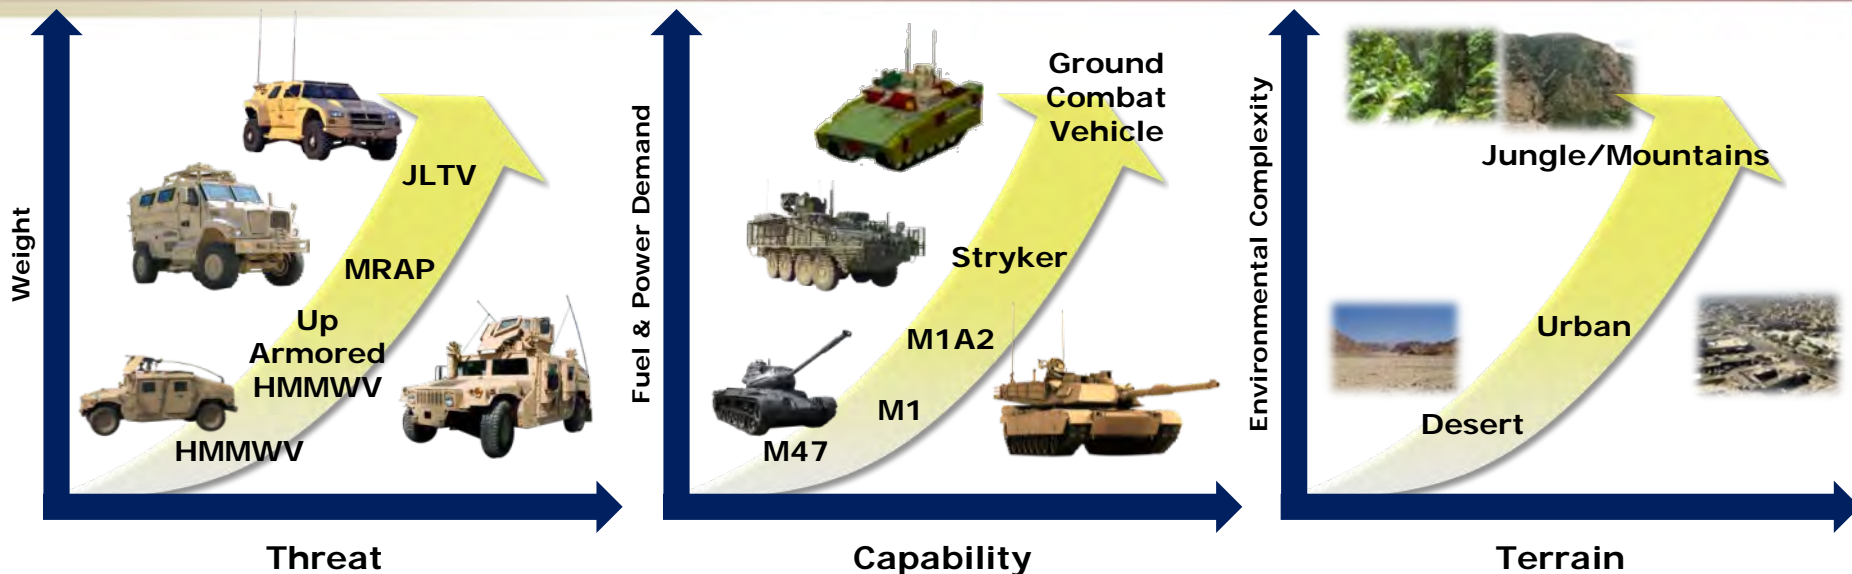 Weight
JLTV
MRAP
Up
Armored
HMMWV
HMMWV
Threat
Fuel & Power Demand
Ground
Combat
Vehicle
Stryker
M1A2
M1
M47
Capability
Environmental Complexity
Jungle/Mountains
Urban
Desert
Terrain